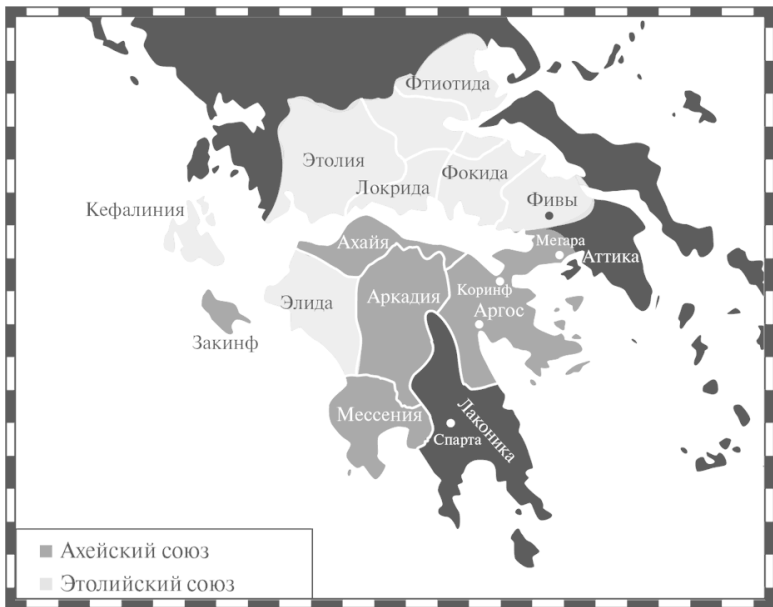 Фтиотида
Этолия
Фокида
Локрида
Фивы
Кефалиния
Мегара
Ахайя
Аттика
Коринф
Аркадия
Элида
Аргос
Закинф
Мессения
Лаконика
Спарта
Ахейский союз
Этолийский союз